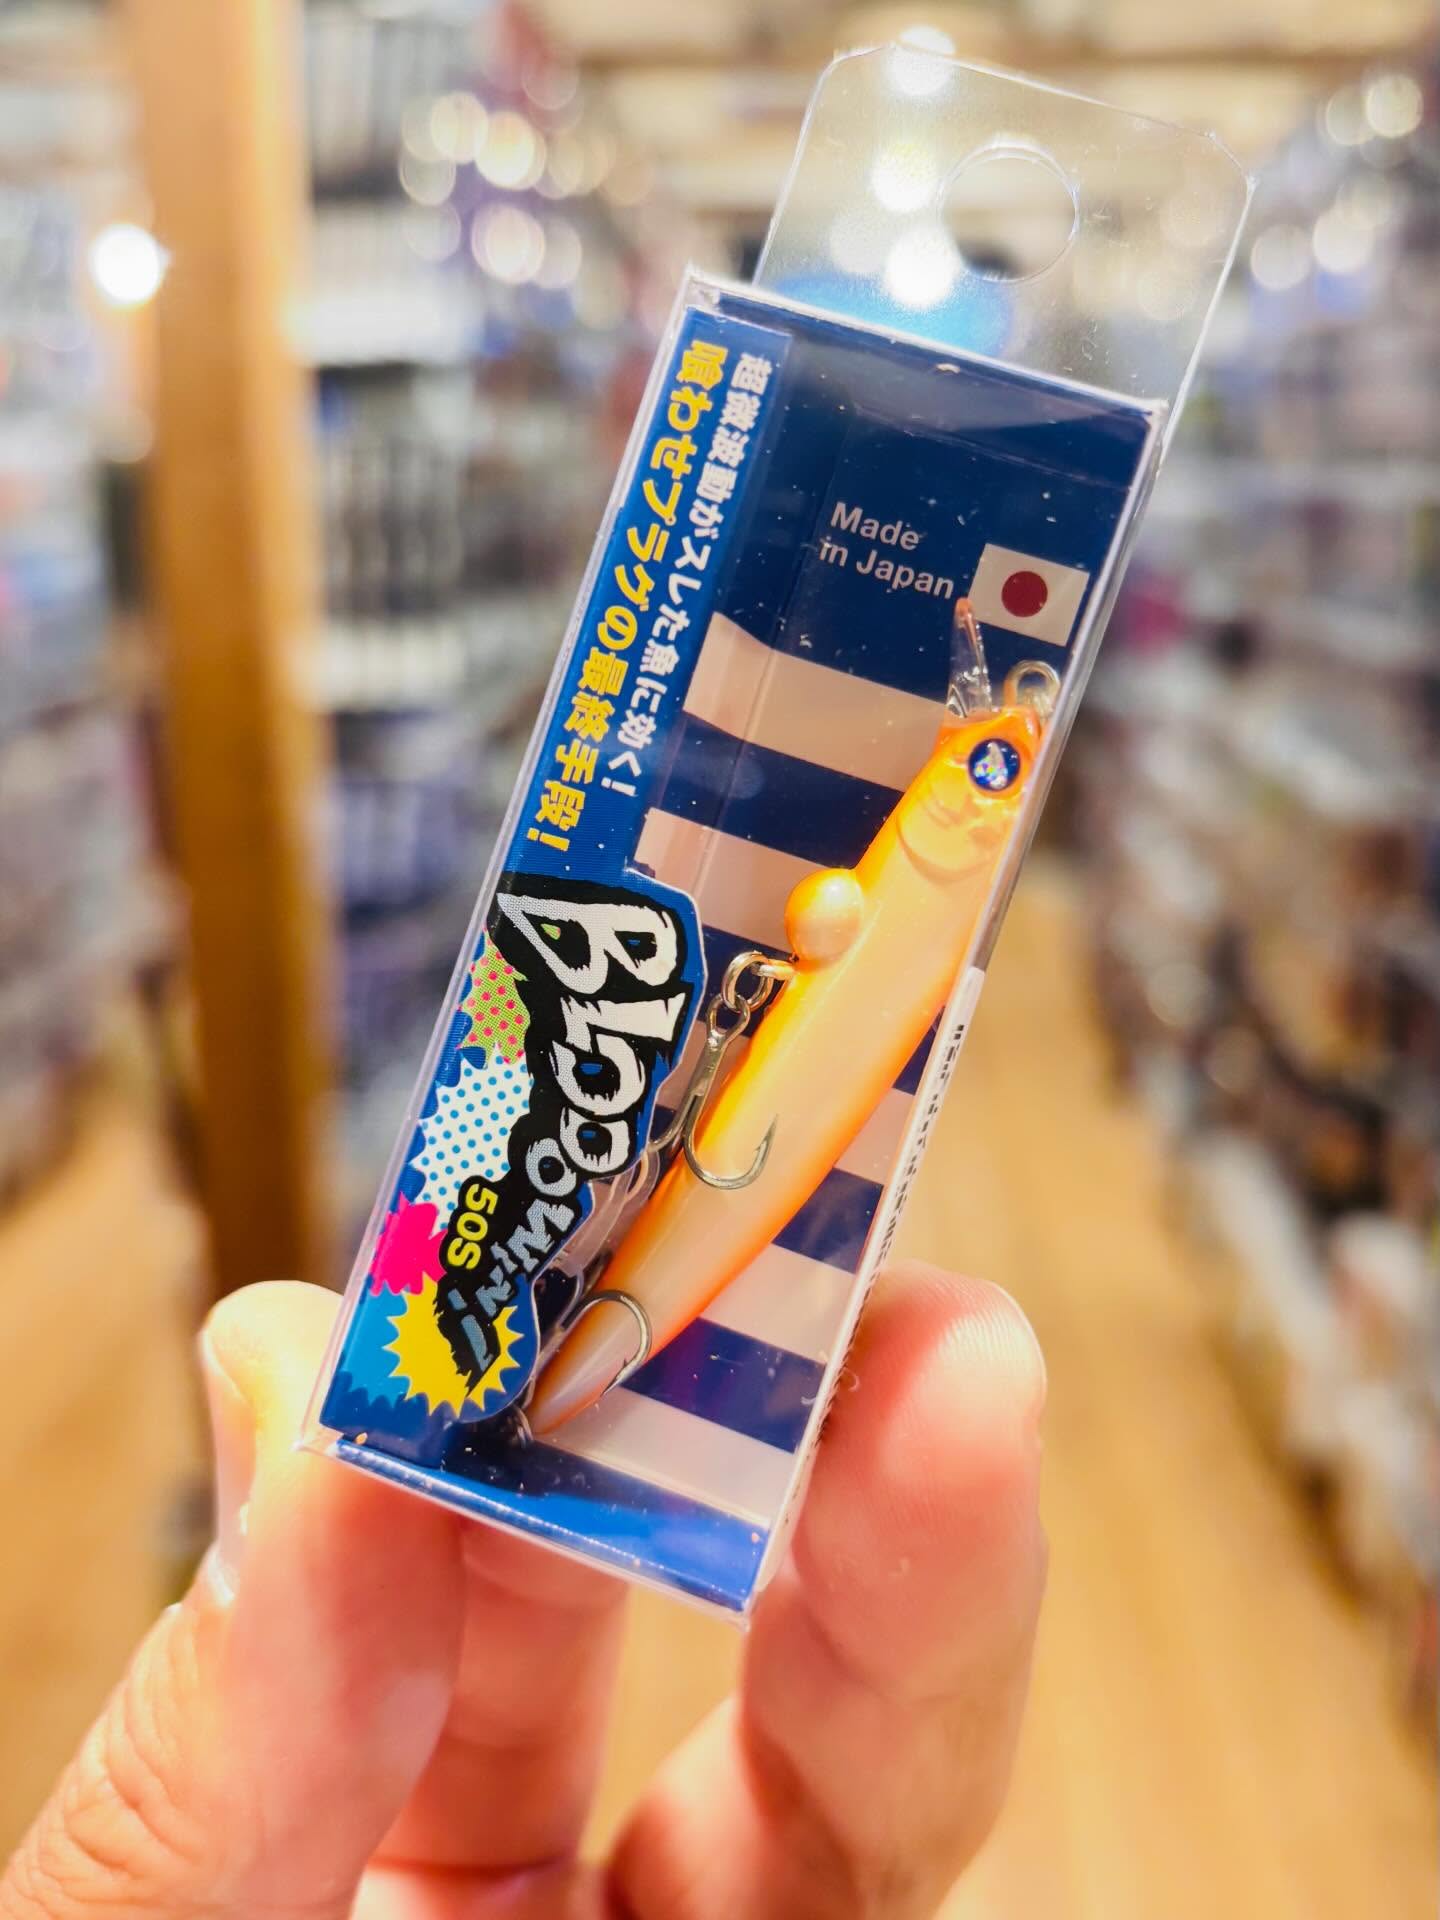 超微波動がスレた魚に効く!
喰わせプラグの最終手段!
Made
in Japan
BLOOOWIN!
50S